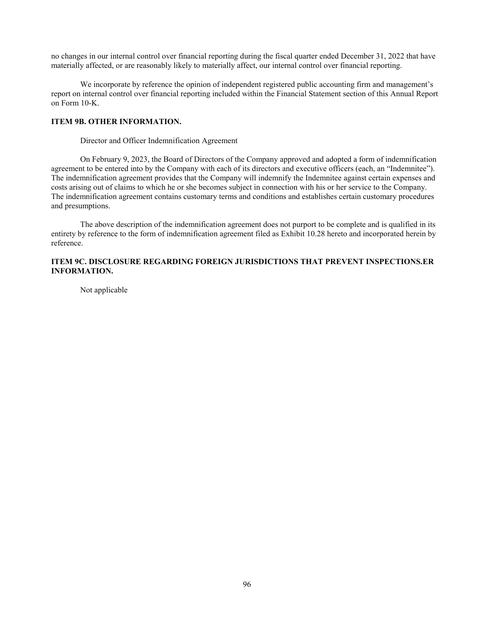 no changes in our internal control over financial reporting during the fiscal quarter ended December 31, 2022 that have
materially affected, or are reasonably likely to materially affect, our internal control over financial reporting.
We incorporate by reference the opinion of independent registered public accounting firm and management's
report on internal control over financial reporting included within the Financial Statement section of this Annual Report
on Form 10-K.
ITEM 9B. OTHER INFORMATION.
Director and Officer Indemnification Agreement
On February 9, 2023, the Board of Directors of the Company approved and adopted a form of indemnification
agreement to be entered into by the Company with each of its directors and executive officers (each, an “Indemnitee”).
The indemnification agreement provides that the Company will indemnify the Indemnitee against certain expenses and
costs arising out of claims to which he or she becomes subject in connection with his or her service to the Company.
The indemnification agreement contains customary terms and conditions and establishes certain customary procedures
and presumptions.
The above description of the indemnification agreement does not purport to be complete and is qualified in its
entirety by reference to the form of indemnification agreement filed as Exhibit 10.28 hereto and incorporated herein by
reference.
ITEM 9C. DISCLOSURE REGARDING FOREIGN JURISDICTIONS THAT PREVENT INSPECTIONS.ER
INFORMATION.
Not applicable
96